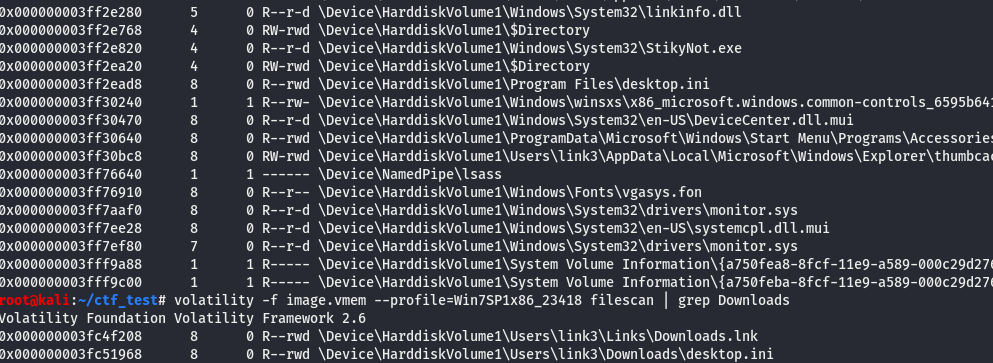 0x000000003ff2e280      5      0 R--r-d \Device\HarddiskVolume1\Windows\System32\linkinfo.dll
0x000000003ff2e768      4      0 RW-rwd \Device\HarddiskVolume1\$Directory
0x000000003ff2e820      4      0 R--r-d \Device\HarddiskVolume1\Windows\System32\StikyNot.exe
0x000000003ff2ea20      4      0 RW-rwd \Device\HarddiskVolume1\$Directory
0x000000003ff2ead8      8      0 R--rwd \Device\HarddiskVolume1\Program Files\desktop.ini
0x000000003ff30240      1      1 R--rw- \Device\HarddiskVolume1\Windows\winsxs\x86_microsoft.windows.common-controls_6595b641
0x000000003ff30470      8      0 R--r-d \Device\HarddiskVolume1\Windows\System32\en-US\DeviceCenter.dll.mui
0x000000003ff30640      8      0 R--rwd \Device\HarddiskVolume1\ProgramData\Microsoft\Windows\Start Menu\Programs\Accessories
0x000000003ff30bc8      8      0 RW-rwd \Device\HarddiskVolume1\Users\link3\AppData\Local\Microsoft\Windows\Explorer\thumbcac
0x000000003ff76640      1      1 ------ \Device\NamedPipe\lsass
0x000000003ff76910      8      0 R--r-- \Device\HarddiskVolume1\Windows\Fonts\vgasys.fon
0x000000003ff7aaf0      8      0 R--r-d \Device\HarddiskVolume1\Windows\System32\drivers\monitor.sys
0x000000003ff7ee28      8      0 R--r-d \Device\HarddiskVolume1\Windows\System32\en-US\systemcpl.dll.mui
0x000000003ff7ef80      7      0 R--r-d \Device\HarddiskVolume1\Windows\System32\drivers\monitor.sys
0x000000003fff9a88      1      1 R----- \Device\HarddiskVolume1\System Volume Information\{a750fea8-8fcf-11e9-a589-000c29d276
0x000000003fff9c00      1      1 R----- \Device\HarddiskVolume1\System Volume Information\{a750feba-8fcf-11e9-a589-000c29d276
root@kali:~/ctf_test# volatility -f image.vmem --profile=Win7SP1x86_23418 filescan | grep Downloads
Volatility Foundation Volatility Framework 2.6
0x000000003fc4f208      8      0 R--rwd \Device\HarddiskVolume1\Users\link3\Links\Downloads.lnk
0x000000003fc51968      8      0 R--rwd \Device\HarddiskVolume1\Users\link3\Downloads\desktop.ini